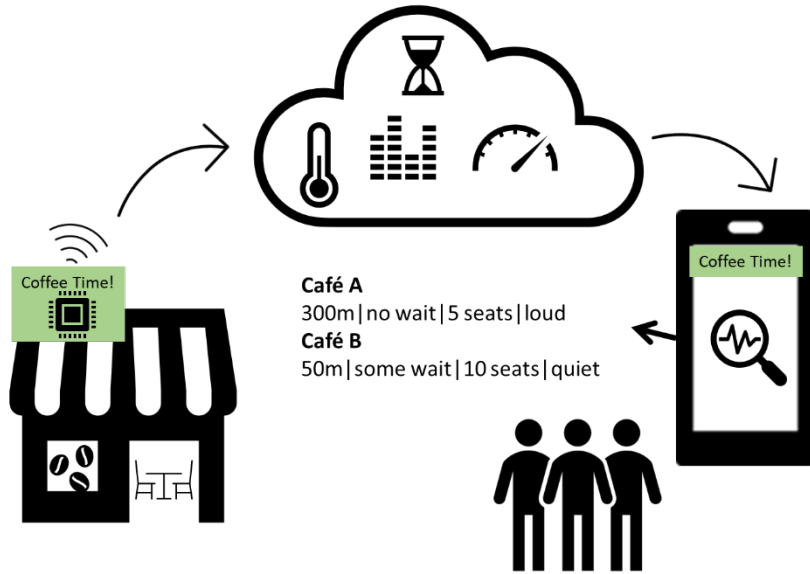 Coffee Time!
Coffee Time!
Café A
300m|no wait|5 seats|loud
Café B
50m|some wait|10 seats|quiet